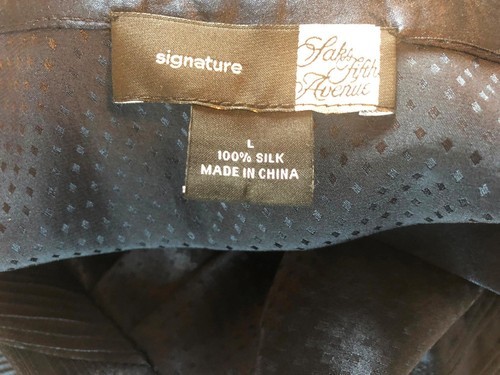 signature
Saks
Fifth
Avenue
L
100% SILK
MADE IN CHINA